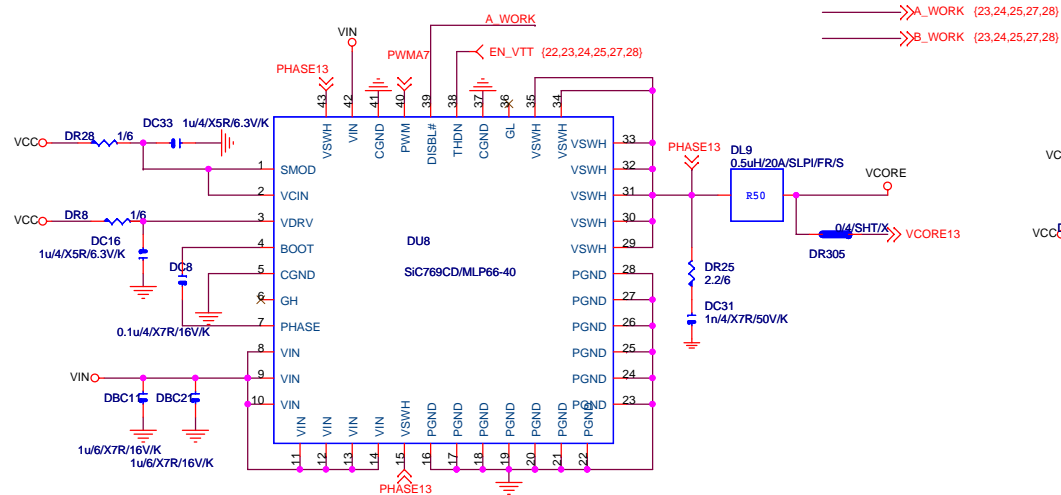 A_WORK
A_WORK {23,24,25,27,28}
B_WORK {23,24,25,27,28}
VIN
PWMA7
EN_VTT {22,23,24,25,27,28}
PHASE13
43
42
41
40
39
38
37
36
35
34
VSWH
VIN
CGND
PWM
DISBL#
THDN
CGND
GL
VSWH
VSWH
VCC
DR28
1/6
DC33
1u/4/X5R/6.3V/K
1
SMOD
2
VCIN
VCC
DR8
1/6
3
VDRV
DC16
1u/4/X5R/6.3V/K
4
BOOT
DC8
5
CGND
6
GH
0.1u/4/X7R/16V/K
7
PHASE
8
VIN
VIN
9
VIN
10
VIN
DBC11
DBC21
1u/6/X7R/16V/K
1u/6/X7R/16V/K
DU8
SiC769CD/MLP66-40
VSWH
33
VSWH
32
VSWH
31
VSWH
30
VSWH
29
PGND
28
PGND
27
PGND
26
PGND
25
PGND
24
PGND
23
VIN
VIN
VIN
VIN
VSWH
PGND
PGND
PGND
PGND
PGND
PGND
PGND
11
12
13
14
15
16
17
18
19
20
21
22
PHASE13
PHASE13
DL9
0.5uH/20A/SLPI/FR/S
R50
VCORE
0/4/SHT/X
VCORE13
DR305
DR25
2.2/6
DC31
1n/4/X7R/50V/K
VC
VCC